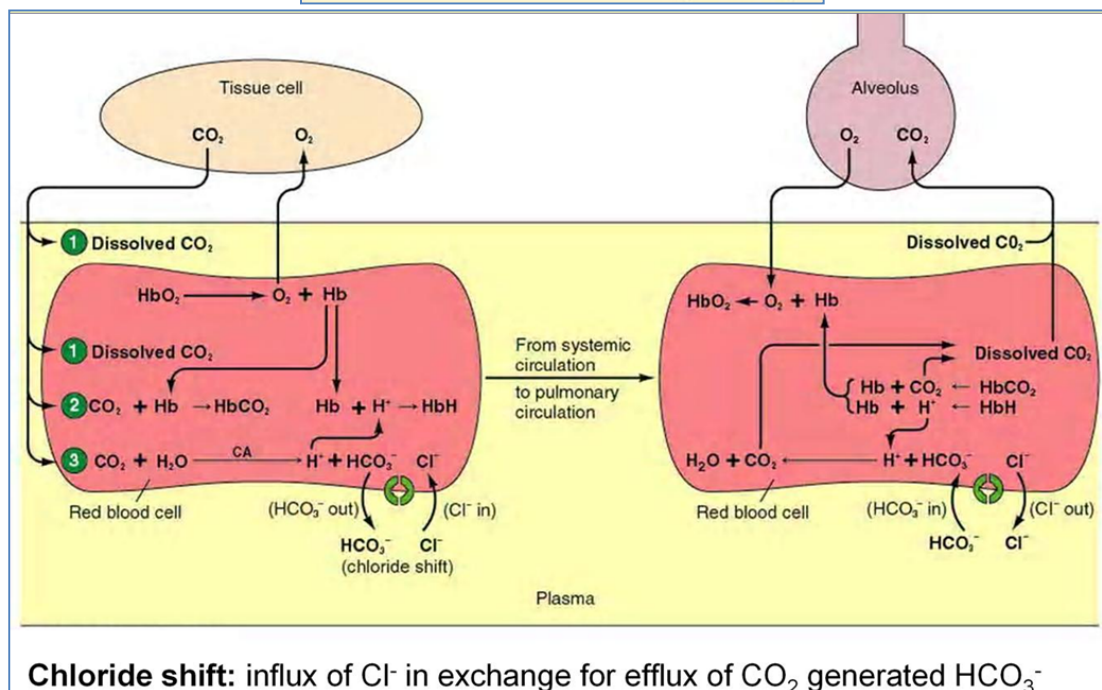 Tissue cell
CO₂ O₂
Alveolus
O₂ CO₂
1 Dissolved CO₂
Dissolved C0₂
HbO₂ → O₂ + Hb
1 Dissolved CO₂
2 CO₂ + Hb → HbCO₂
Hb + H⁺ → HbH
3 CO₂ + H₂O CA → H⁺ + HCO₃⁻ Cl⁻
Red blood cell
(HCO₃⁻ out)
(Cl⁻ in)
HCO₃⁻ Cl⁻
(chloride shift)
From systemic
circulation
to pulmonary
circulation
HbO₂ ← O₂ + Hb
Dissolved CO₂
Hb + CO₂ ← HbCO₂
Hb + H⁺ ← HbH
H₂O + CO₂ ← H⁺ + HCO₃⁻ Cl⁻
Red blood cell
(HCO₃⁻ in)
(Cl⁻ out)
HCO₃⁻ Cl⁻
Plasma
Chloride shift: influx of Cl⁻ in exchange for efflux of CO₂ generated HCO₃⁻